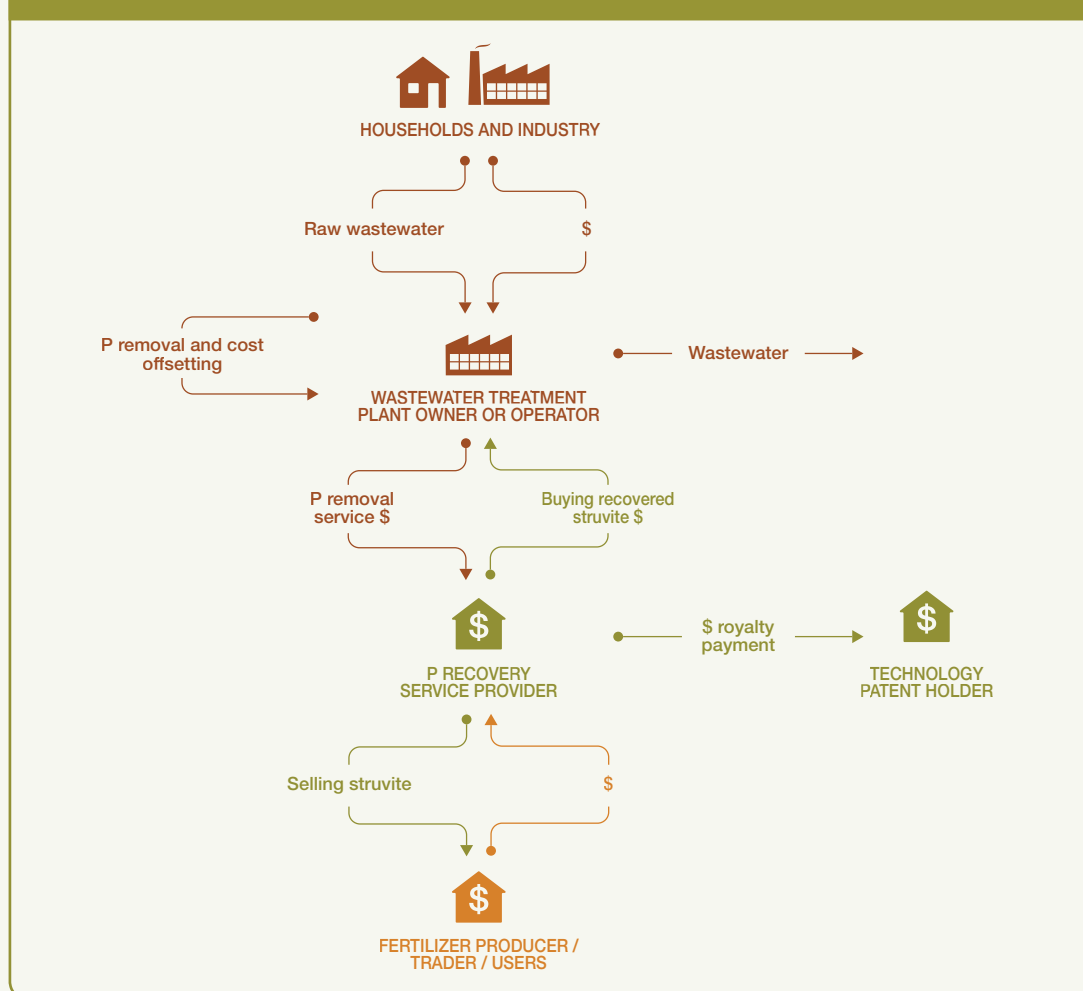 HOUSEHOLDS AND INDUSTRY
Raw wastewater
$
P removal and cost
offsetting
Wastewater
WASTEWATER TREATMENT
PLANT OWNER OR OPERATOR
P removal
service $
Buying recovered
struvite $
$
$ royalty
payment
$
P RECOVERY
SERVICE PROVIDER
TECHNOLOGY
PATENT HOLDER
Selling struvite
$
$
FERTILIZER PRODUCER /
TRADER / USERS